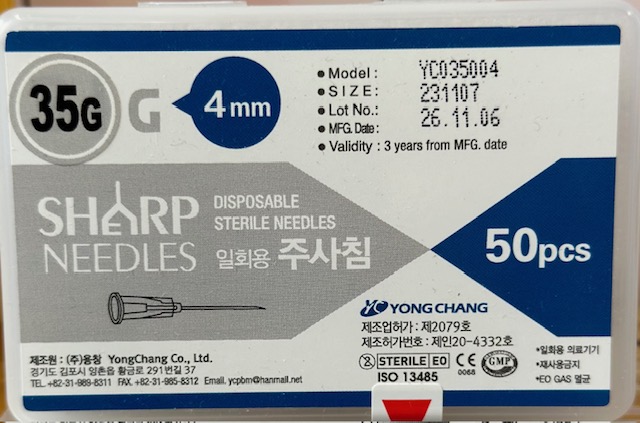 35G G 4mm
• Model : YC035004
• SIZE : 231107
• Lot No.: 26.11.06
• MFG. Date:
• Validity : 3 years from MFG. date
SHARP
NEEDLES
DISPOSABLE
STERILE NEEDLES
일회용 주사침
50pcs
YC YONG CHANG
제조업허가 : 제2079호
제조허가번호 : 제인20-4332호
2 STERILE EO CE 0068 GMP
ISO 13485
*일회용 의료기기
*재사용금지
*EO GAS 멸균
제조원 : (주)용창 YongChang Co., Ltd.
경기도 김포시 양촌읍 황금로 291번길 37
TEL.+82-31-989-8311 FAX.+82-31-985-8312 Email. ycpbm@hanmail.net